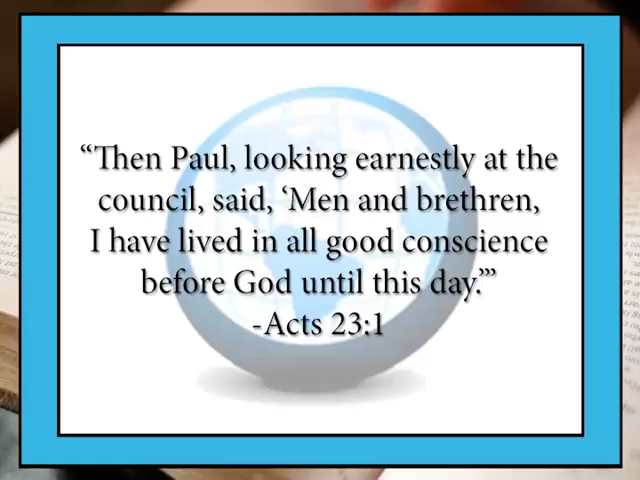 “Then Paul, looking earnestly at the
council, said, ‘Men and brethren,
I have lived in all good conscience
before God until this day.’”
-Acts 23:1